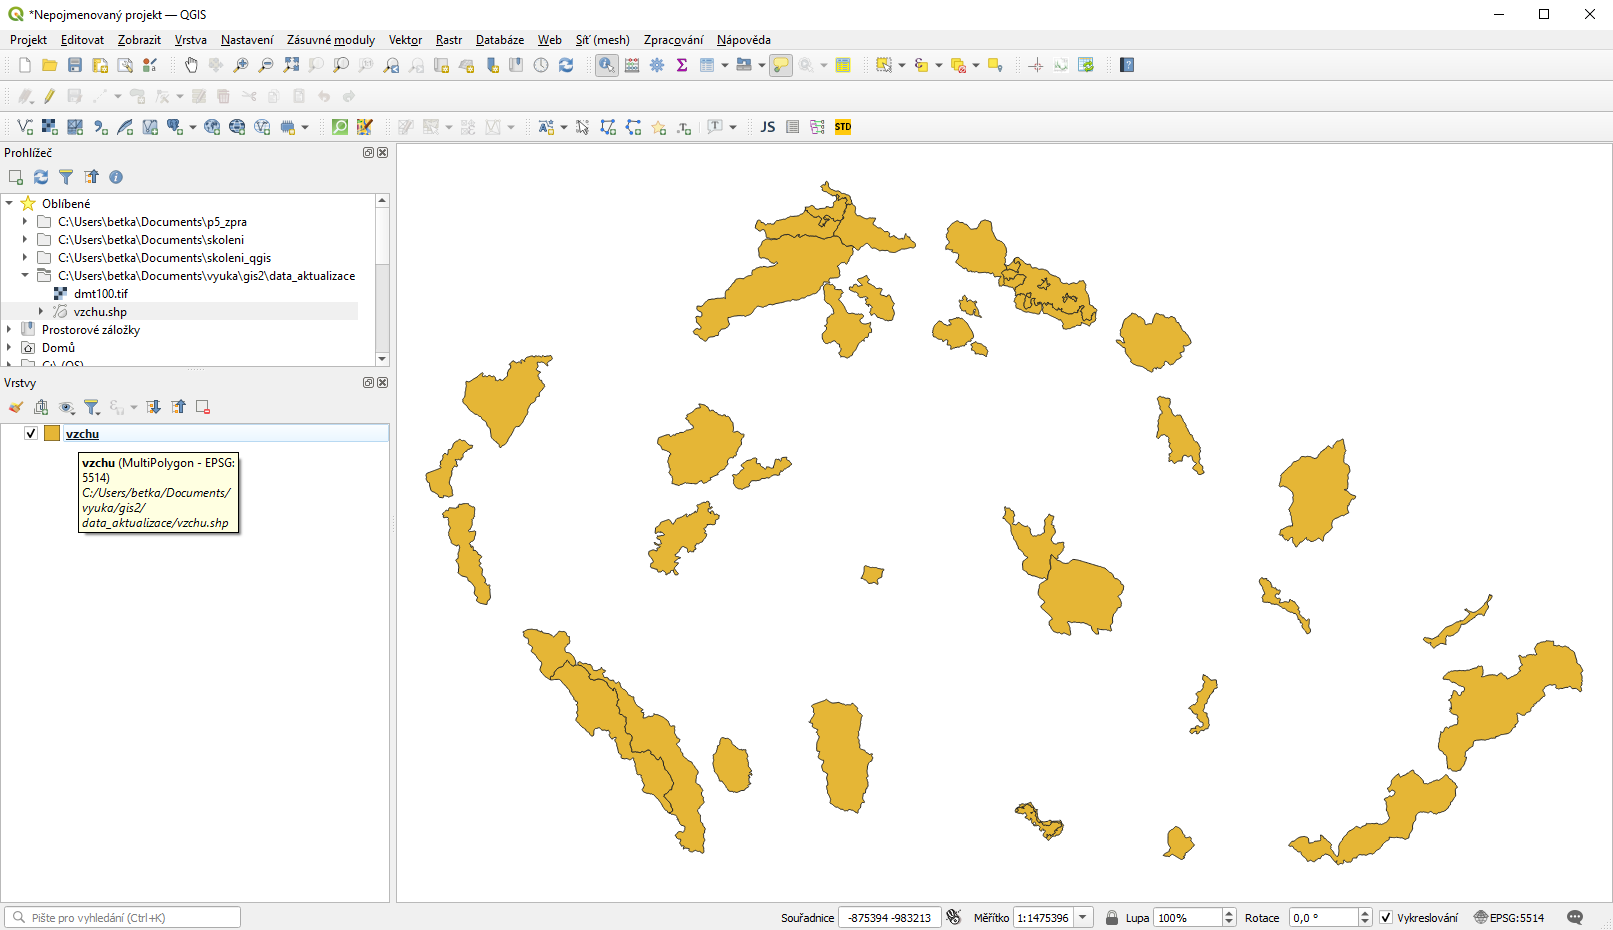 *Nepojmenovaný projekt — QGIS
Projekt Editovat Zobrazit Vrstva Nastavení Zásuvné moduly Vektor Rastr Databáze Web Síť (mesh) Zpracování Nápověda
JS STD
Prohlížeč
Oblíbené
C:\Users\betka\Documents\p5_zpra
C:\Users\betka\Documents\skoleni
C:\Users\betka\Documents\skoleni_qgis
C:\Users\betka\Documents\vyuka\gis2\data_aktualizace
dmt100.tif
vzchu.shp
Prostorové záložky
Domů
C:\ (OS)
Vrstvy
vzchu
vzchu (MultiPolygon - EPSG:
5514)
C:/Users/betka/Documents/
vyuka/gis2/
data_aktualizace/vzchu.shp
Pište pro vyhledání (Ctrl+K)
Souřadnice -875394 -983213 Měřítko 1:1475396 Lupa 100% Rotace 0,0 ° Vykreslování EPSG:5514